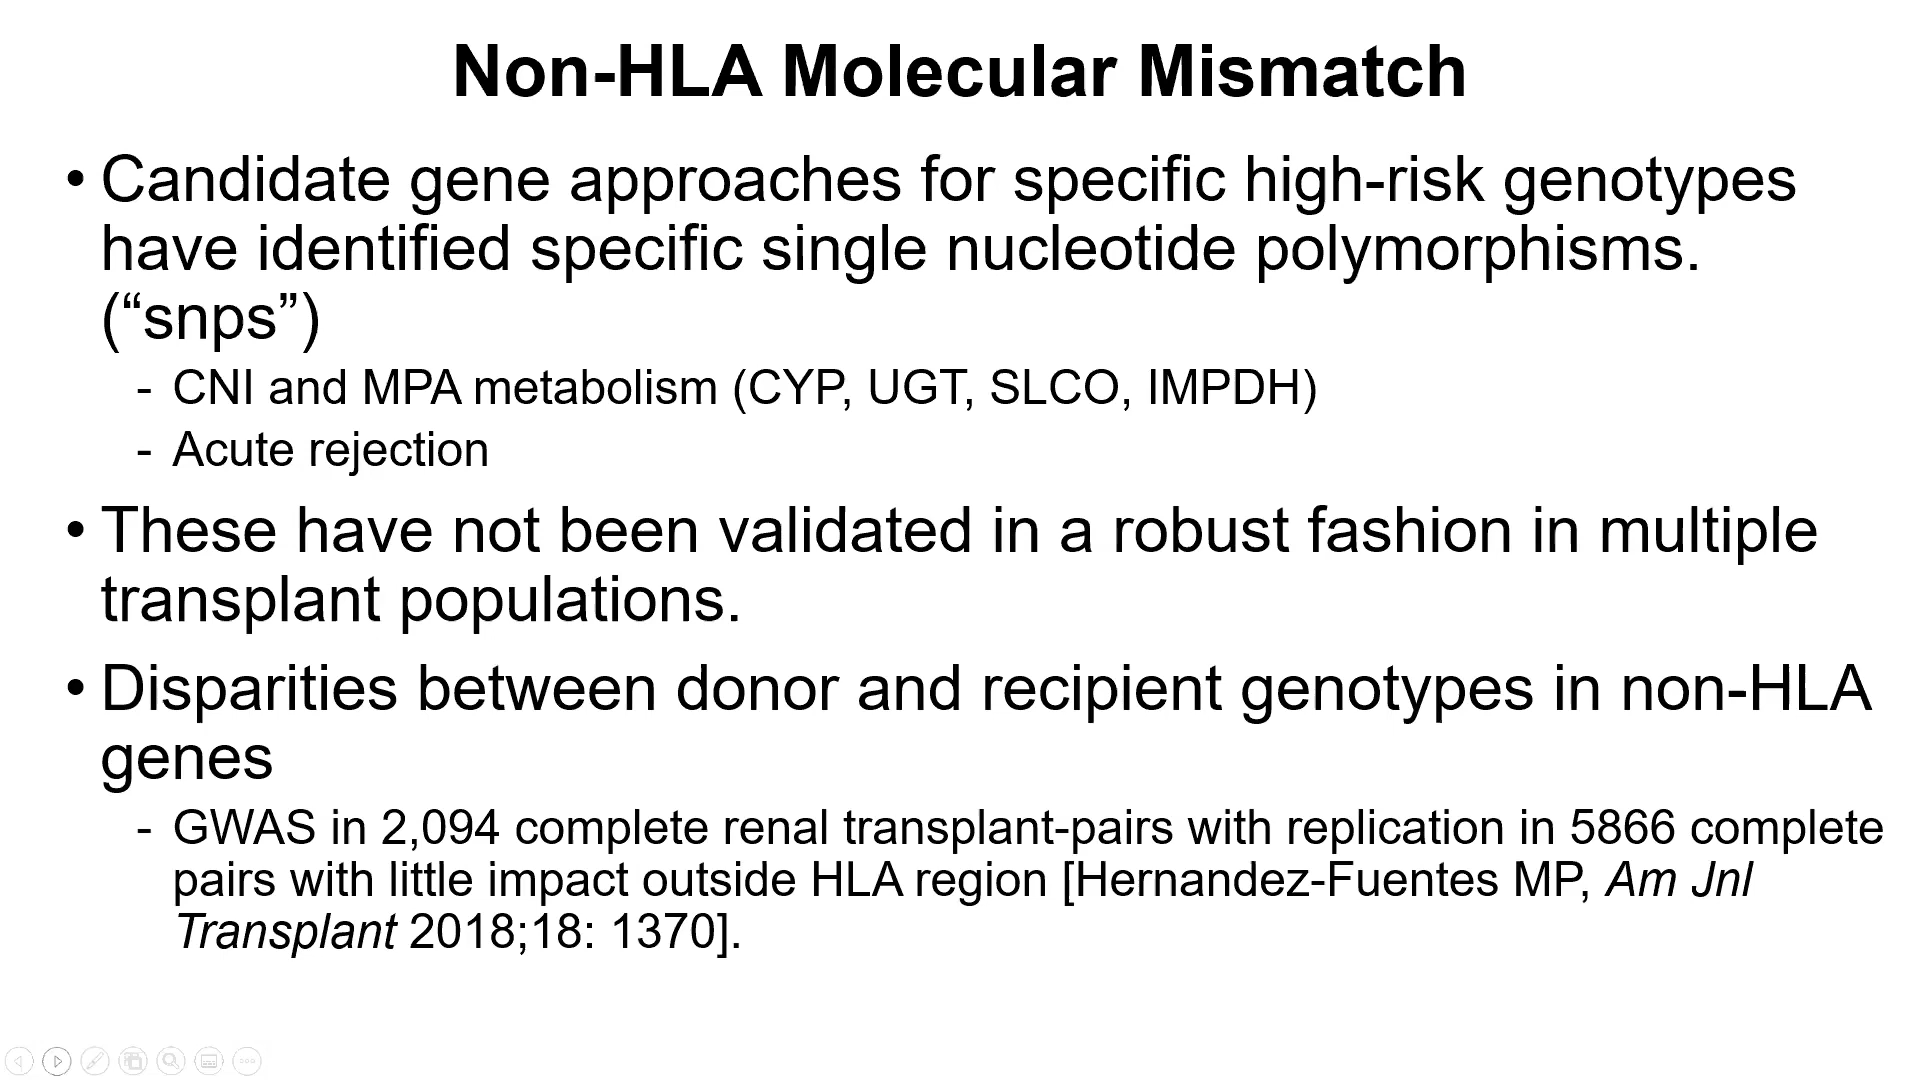 Non-HLA Molecular Mismatch
• Candidate gene approaches for specific high-risk genotypes
have identified specific single nucleotide polymorphisms.
(“snps”)
- CNI and MPA metabolism (CYP, UGT, SLCO, IMPDH)
- Acute rejection
• These have not been validated in a robust fashion in multiple
transplant populations.
• Disparities between donor and recipient genotypes in non-HLA
genes
- GWAS in 2,094 complete renal transplant-pairs with replication in 5866 complete
pairs with little impact outside HLA region [Hernandez-Fuentes MP, Am Jnl
Transplant 2018;18: 1370].